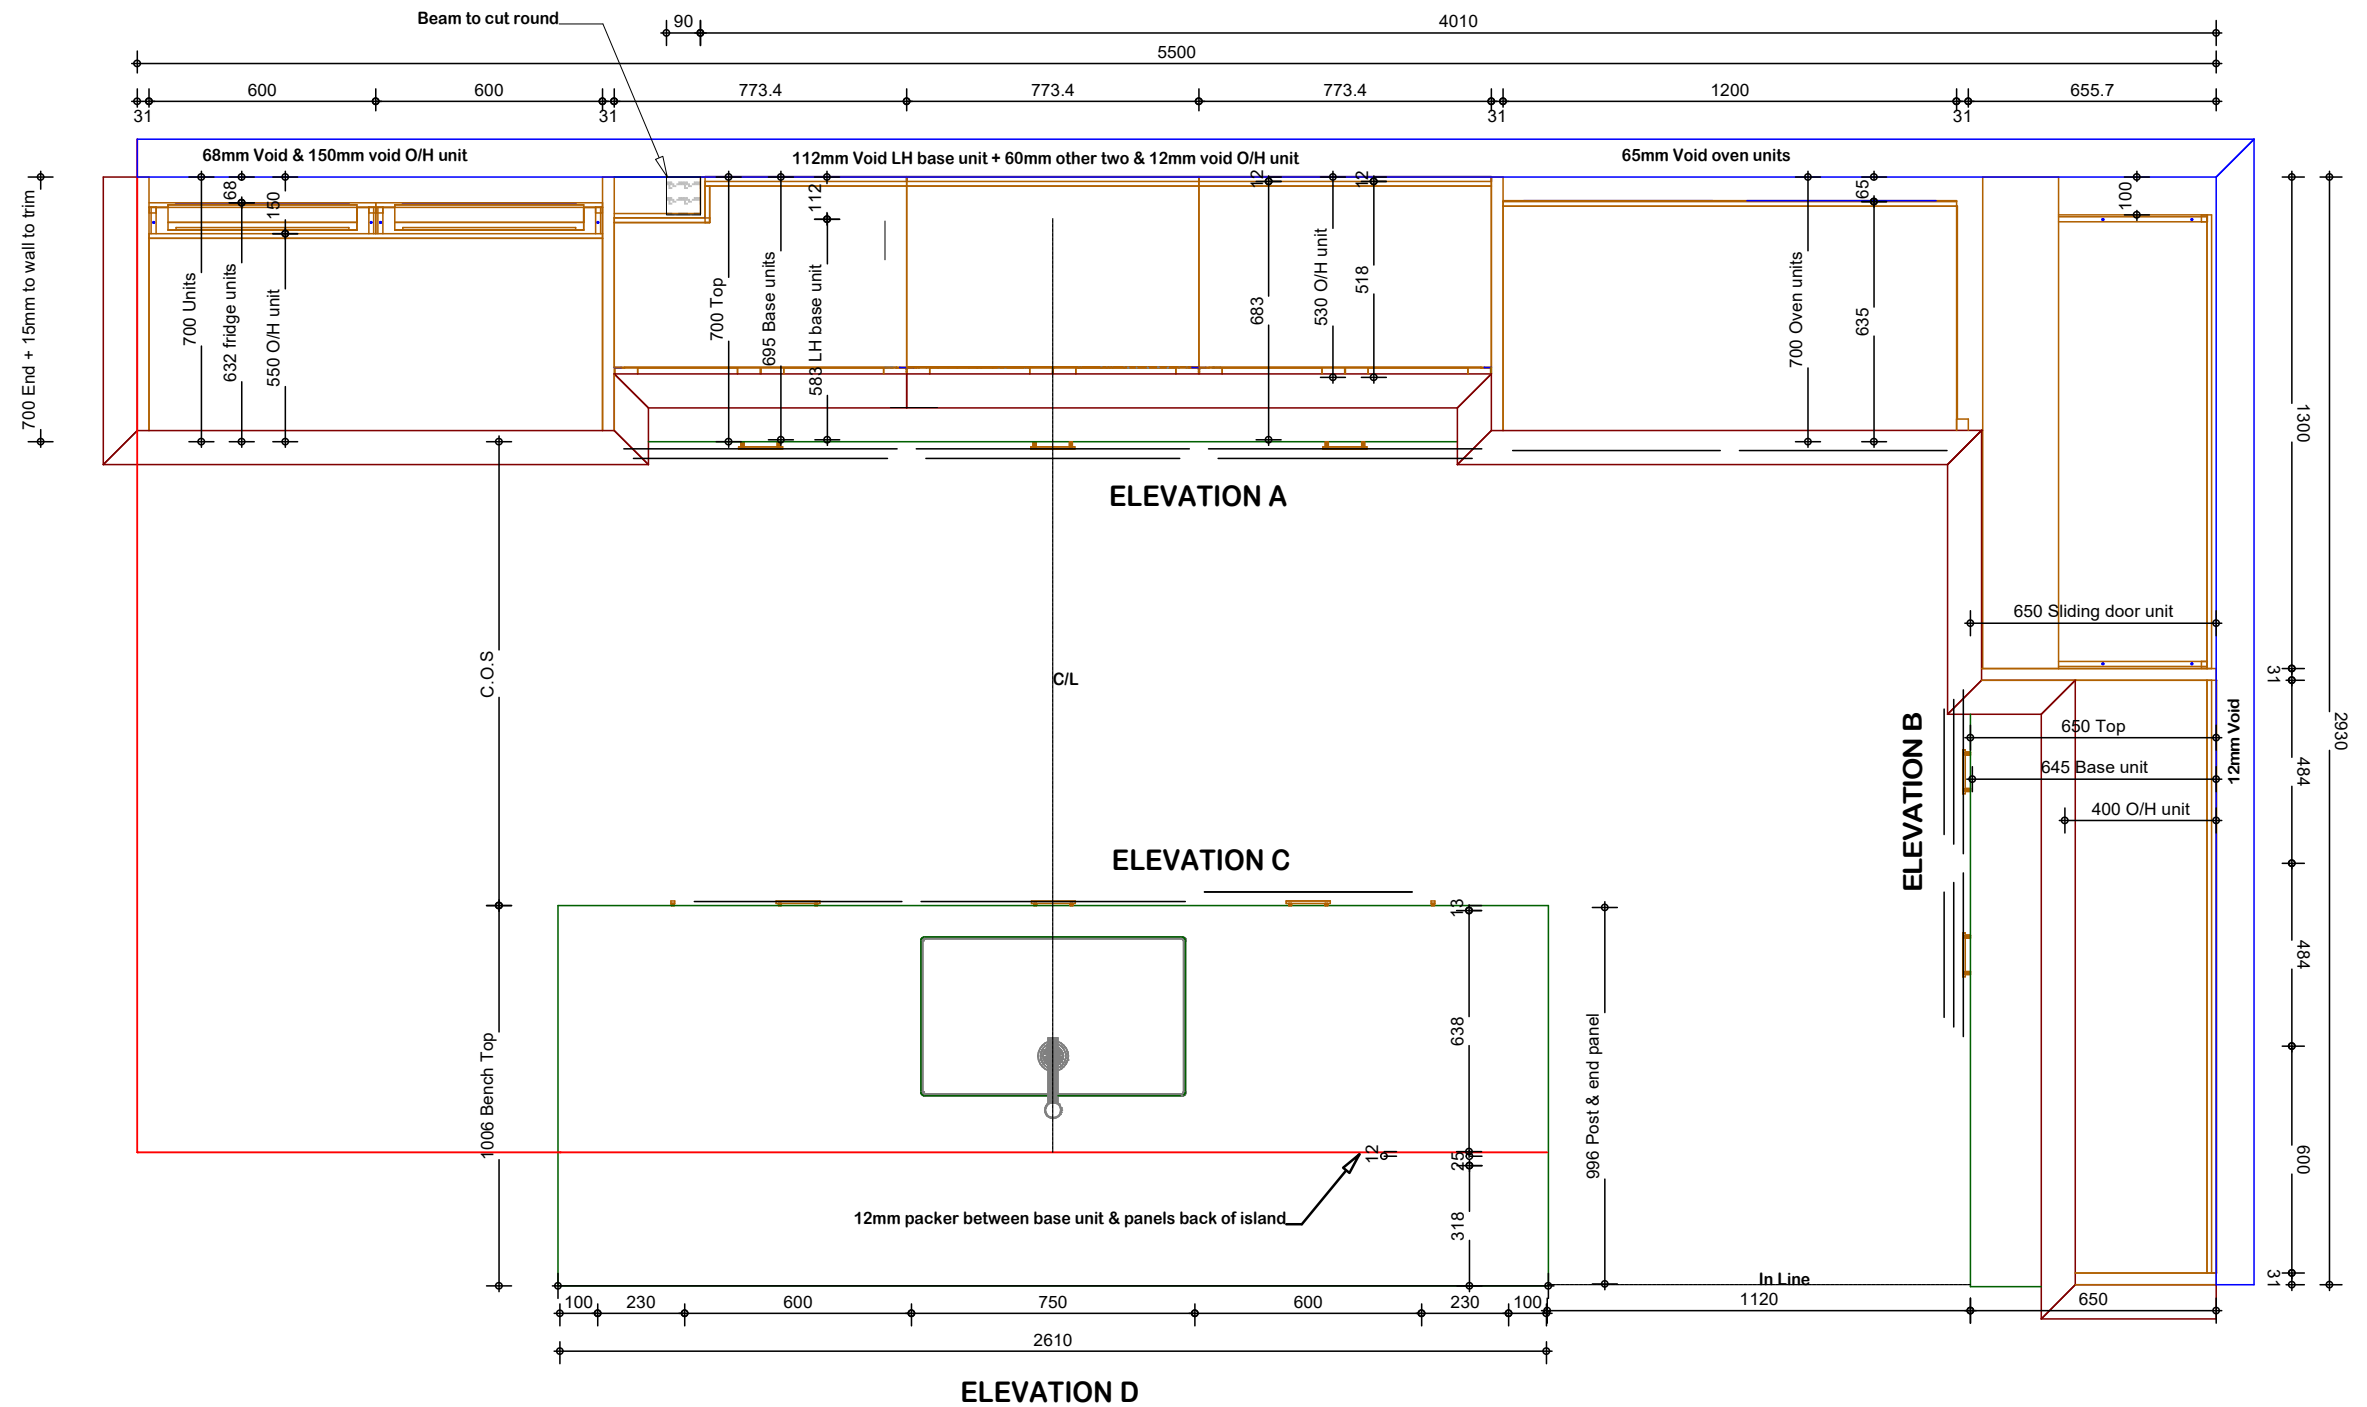 Beam to cut round
90
4010
5500
600
600
773.4
773.4
773.4
1200
655.7
31
31
31
31
68mm Void & 150mm void O/H unit
112mm Void LH base unit + 60mm other two & 12mm void O/H unit
65mm Void oven units
700 End + 15mm to wall to trim
700 Units
68
632 fridge units
150
550 O/H unit
700 Top
695 Base units
112
583 LH base unit
12
683
530 O/H unit
12
518
700 Oven units
65
635
100
1300
ELEVATION A
C.O.S
C/L
650 Sliding door unit
31
2930
650 Top
12mm Void
645 Base unit
484
400 O/H unit
ELEVATION B
ELEVATION C
13
484
638
1006 Bench Top
996 Post & end panel
12
25
600
12mm packer between base unit & panels back of island
318
In Line
31
100
230
600
750
600
230
100
1120
650
2610
ELEVATION D